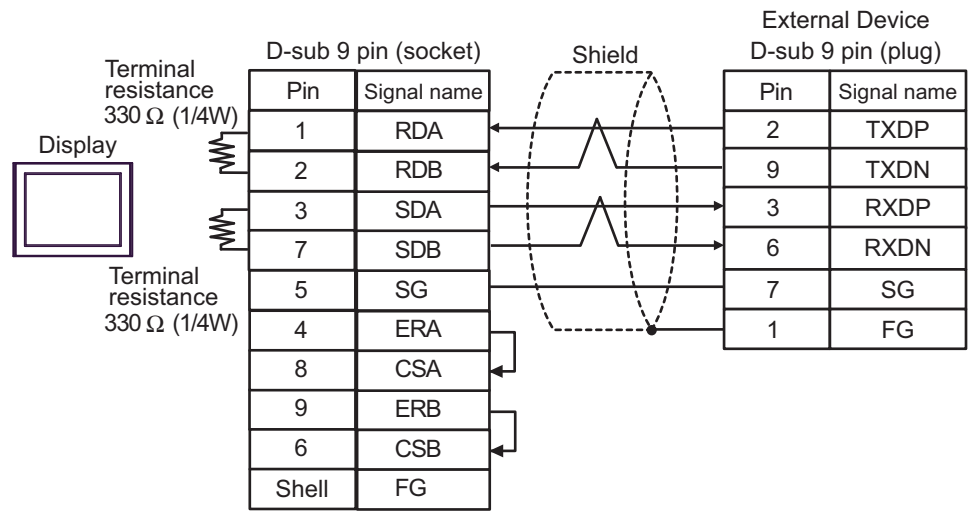 External Device
D-sub 9 pin (socket)
Shield
D-sub 9 pin (plug)
Terminal
resistance
330 Ω (1/4W)
Display
Pin Signal name
1 RDA
2 RDB
3 SDA
7 SDB
5 SG
4 ERA
8 CSA
9 ERB
6 CSB
Shell FG
Terminal
resistance
330 Ω (1/4W)
Pin Signal name
2 TXDP
9 TXDN
3 RXDP
6 RXDN
7 SG
1 FG